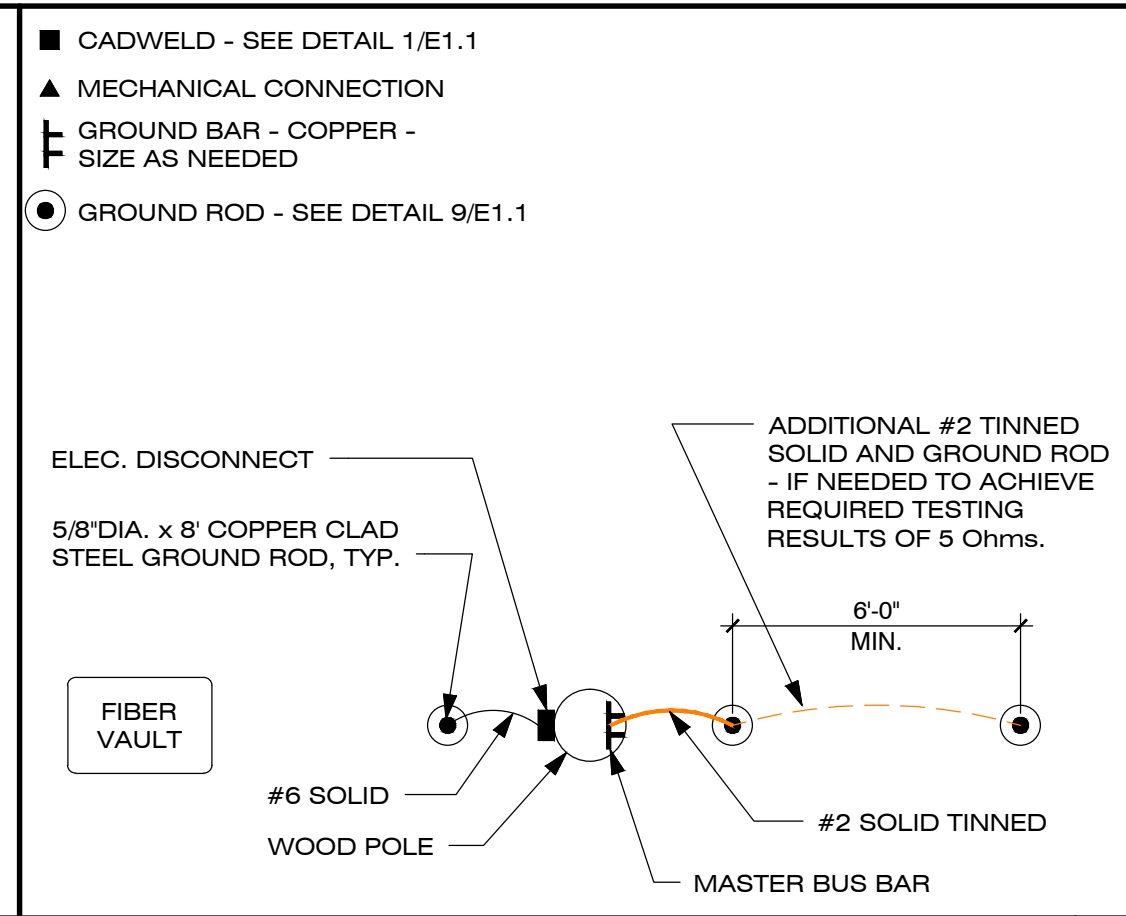 CADWELD - SEE DETAIL 1/E1.1
MECHANICAL CONNECTION
GROUND BAR - COPPER -
SIZE AS NEEDED
GROUND ROD - SEE DETAIL 9/E1.1
ELEC. DISCONNECT
5/8"DIA. x 8' COPPER CLAD
STEEL GROUND ROD, TYP.
ADDITIONAL #2 TINNED
SOLID AND GROUND ROD
- IF NEEDED TO ACHIEVE
REQUIRED TESTING
RESULTS OF 5 Ohms.
6'-0"
MIN.
FIBER
VAULT
#6 SOLID
WOOD POLE
#2 SOLID TINNED
MASTER BUS BAR